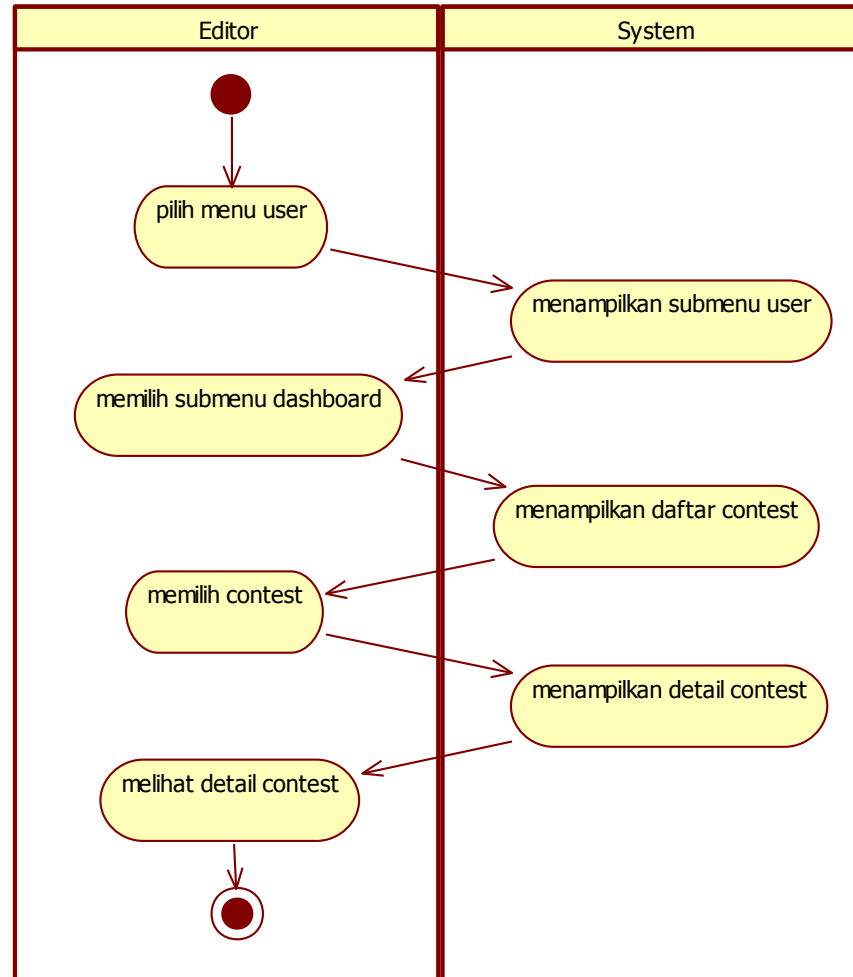 Editor
System
pilih menu user
menampilkan submenu user
memilih submenu dashboard
menampilkan daftar contest
memilih contest
menampilkan detail contest
melihat detail contest